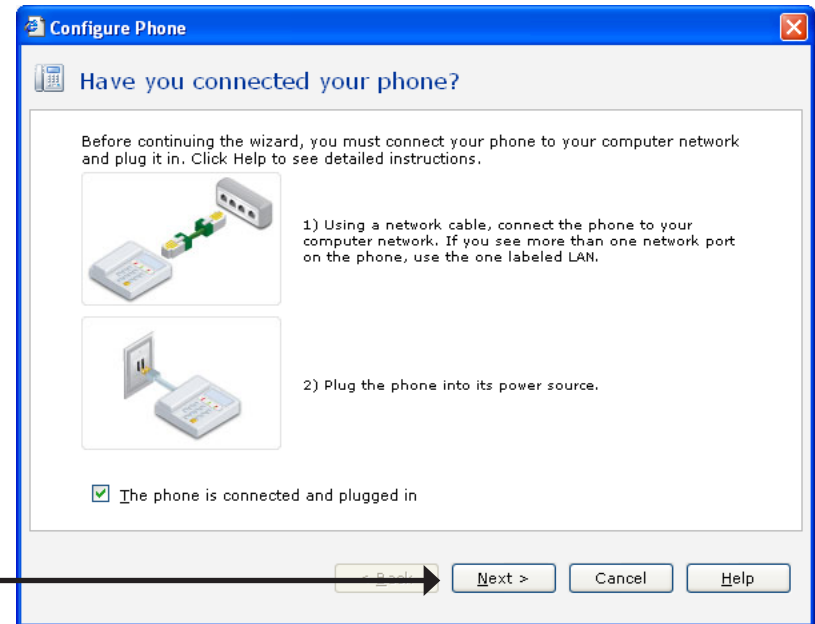 Configure Phone
Have you connected your phone?
Before continuing the wizard, you must connect your phone to your computer network
and plug it in. Click Help to see detailed instructions.
1) Using a network cable, connect the phone to your
computer network. If you see more than one network port
on the phone, use the one labeled LAN.
2) Plug the phone into its power source.
The phone is connected and plugged in
< Back
Next >
Cancel
Help